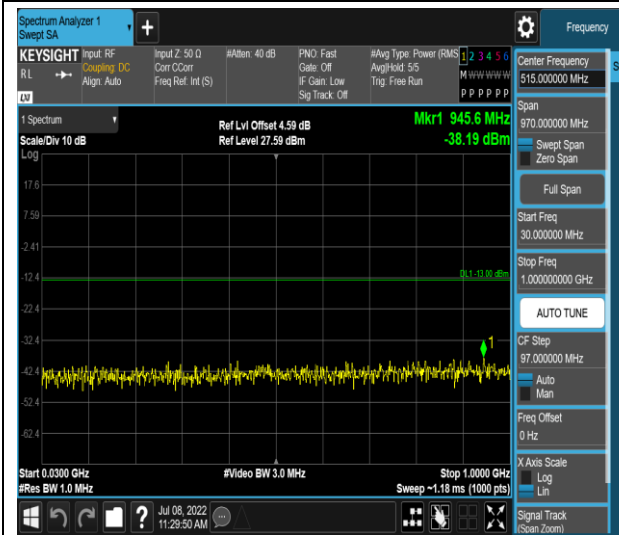 Spectrum Analyzer 1
Swept SA
+
Frequency
KEYSIGHT
RL
LXI
Input: RF
Coupling: DC
Align: Auto
Input Z: 50 Ω
Corr CCorr
Freq Ref: Int (S)
#Atten: 40 dB
PNO: Fast
Gate: Off
IF Gain: Low
Sig Track: Off
#Avg Type: Power (RMS
Avg|Hold: 5/5
Trig: Free Run
1 2 3 4 5 6
M W W W W W
P P P P P P
1 Spectrum
Scale/Div 10 dB
Log
Ref Lvl Offset 4.59 dB
Ref Level 27.59 dBm
Mkr1 945.6 MHz
-38.19 dBm
17.6
7.59
-2.41
-12.4
DL1 -13.00 dBm
-22.4
-32.4
1
-42.4
-52.4
-62.4
Start 0.0300 GHz
#Res BW 1.0 MHz
#Video BW 3.0 MHz
Stop 1.0000 GHz
Sweep ~1.18 ms (1000 pts)
Center Frequency
515.000000 MHz
S
Span
970.000000 MHz
Swept Span
Zero Span
Full Span
Start Freq
30.000000 MHz
Stop Freq
1.000000000 GHz
AUTO TUNE
CF Step
97.000000 MHz
Auto
Man
Freq Offset
0 Hz
X Axis Scale
Log
Lin
Signal Track
(Span Zoom)
?
Jul 08, 2022
11:29:50 AM